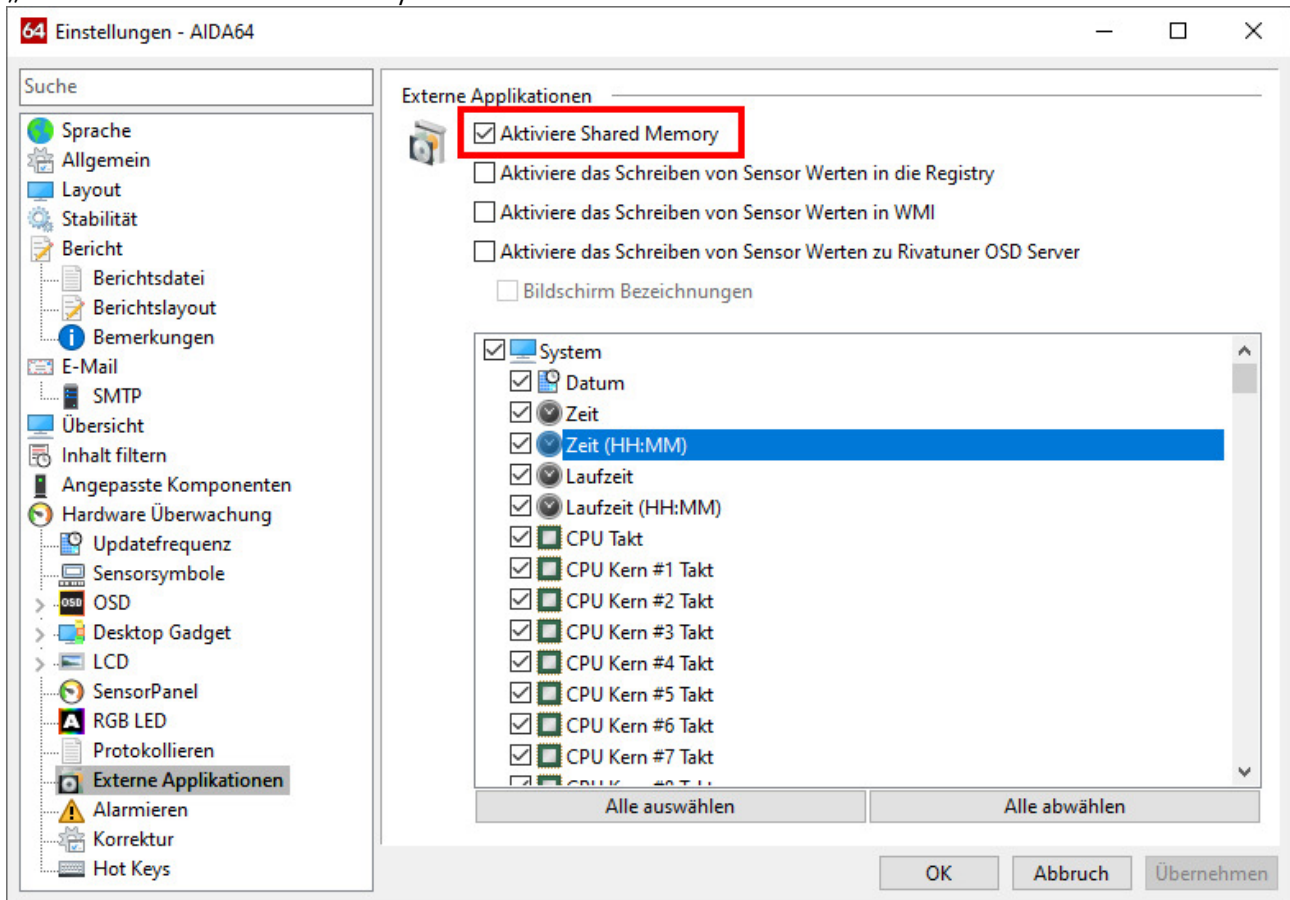 64 Einstellungen - AIDA64
Suche
Sprache
Allgemein
Layout
Stabilität
Bericht
Berichtsdatei
Berichtslayout
Bemerkungen
E-Mail
SMTP
Übersicht
Inhalt filtern
Angepasste Komponenten
Hardware Überwachung
Updatefrequenz
Sensorsymbole
OSD OSD
Desktop Gadget
LCD
SensorPanel
A RGB LED
Protokollieren
Externe Applikationen
Alarmieren
Korrektur
Hot Keys
Externe Applikationen
Aktiviere Shared Memory
Aktiviere das Schreiben von Sensor Werten in die Registry
Aktiviere das Schreiben von Sensor Werten in WMI
Aktiviere das Schreiben von Sensor Werten zu Rivatuner OSD Server
Bildschirm Bezeichnungen
System
Datum
Zeit
Zeit (HH:MM)
Laufzeit
Laufzeit (HH:MM)
CPU Takt
CPU Kern #1 Takt
CPU Kern #2 Takt
CPU Kern #3 Takt
CPU Kern #4 Takt
CPU Kern #5 Takt
CPU Kern #6 Takt
CPU Kern #7 Takt
Alle auswählen Alle abwählen
OK Abbruch Übernehmen